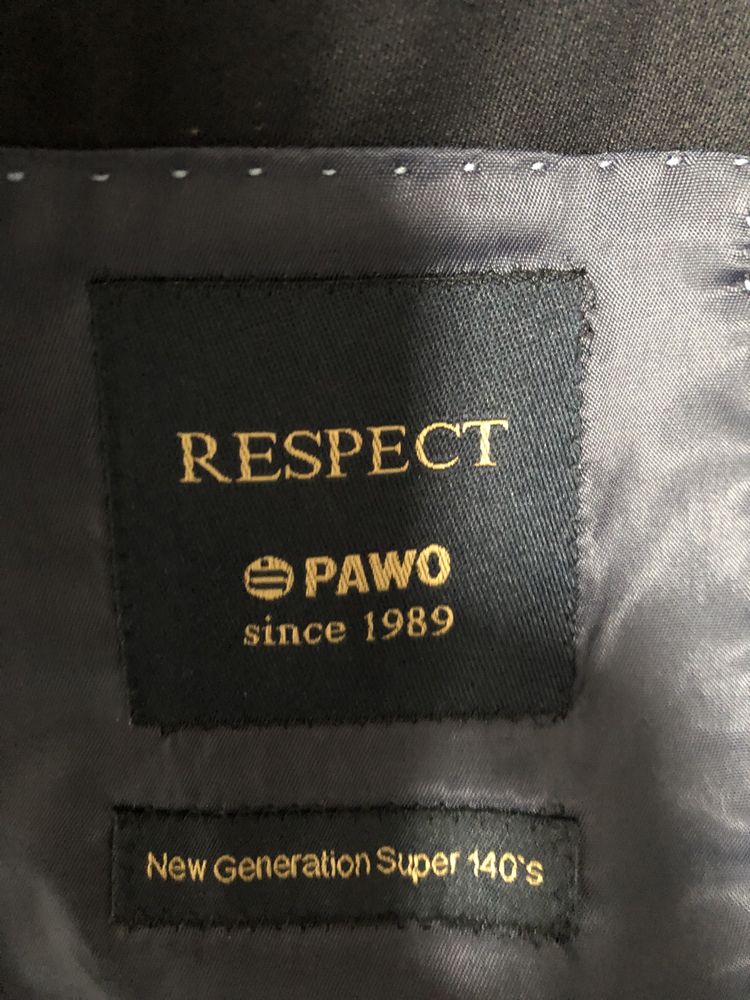 RESPECT
PAWO
since 1989
New Generation Super 140`s